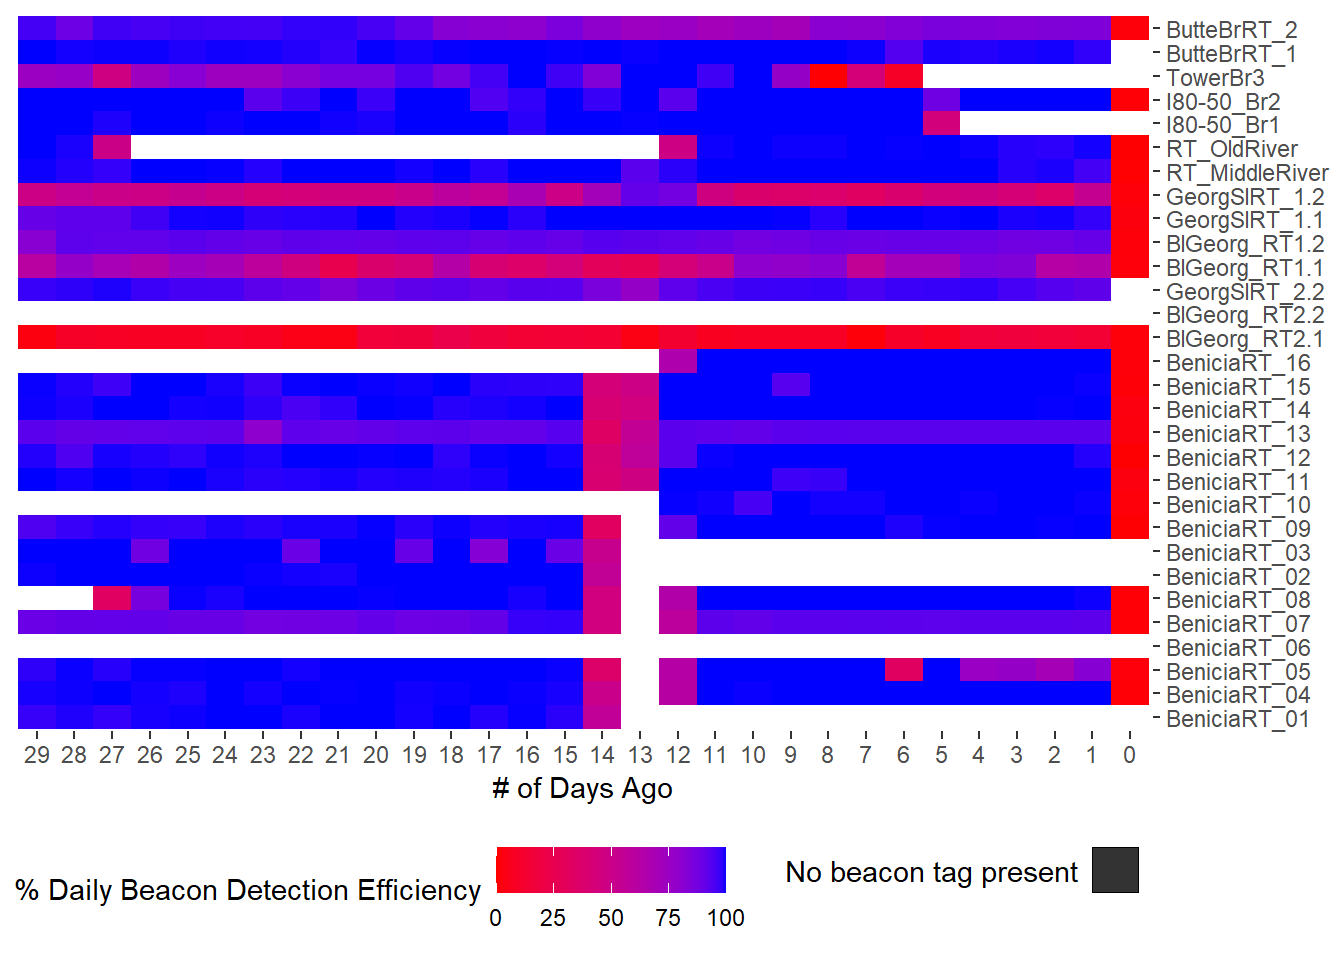 ButteBrRT_2
ButteBrRT_1
TowerBr3
I80-50_Br2
I80-50_Br1
RT_OldRiver
RT_MiddleRiver
GeorgSlRT_1.2
GeorgSlRT_1.1
BlGeorg_RT1.2
BlGeorg_RT1.1
GeorgSlRT_2.2
BlGeorg_RT2.2
BlGeorg_RT2.1
BeniciaRT_16
BeniciaRT_15
BeniciaRT_14
BeniciaRT_13
BeniciaRT_12
BeniciaRT_11
BeniciaRT_10
BeniciaRT_09
BeniciaRT_03
BeniciaRT_02
BeniciaRT_08
BeniciaRT_07
BeniciaRT_06
BeniciaRT_05
BeniciaRT_04
BeniciaRT_01
29 28 27 26 25 24 23 22 21 20 19 18 17 16 15 14 13 12 11 10 9 8 7 6 5 4 3 2 1 0
# of Days Ago
% Daily Beacon Detection Efficiency
0 25 50 75 100
No beacon tag present